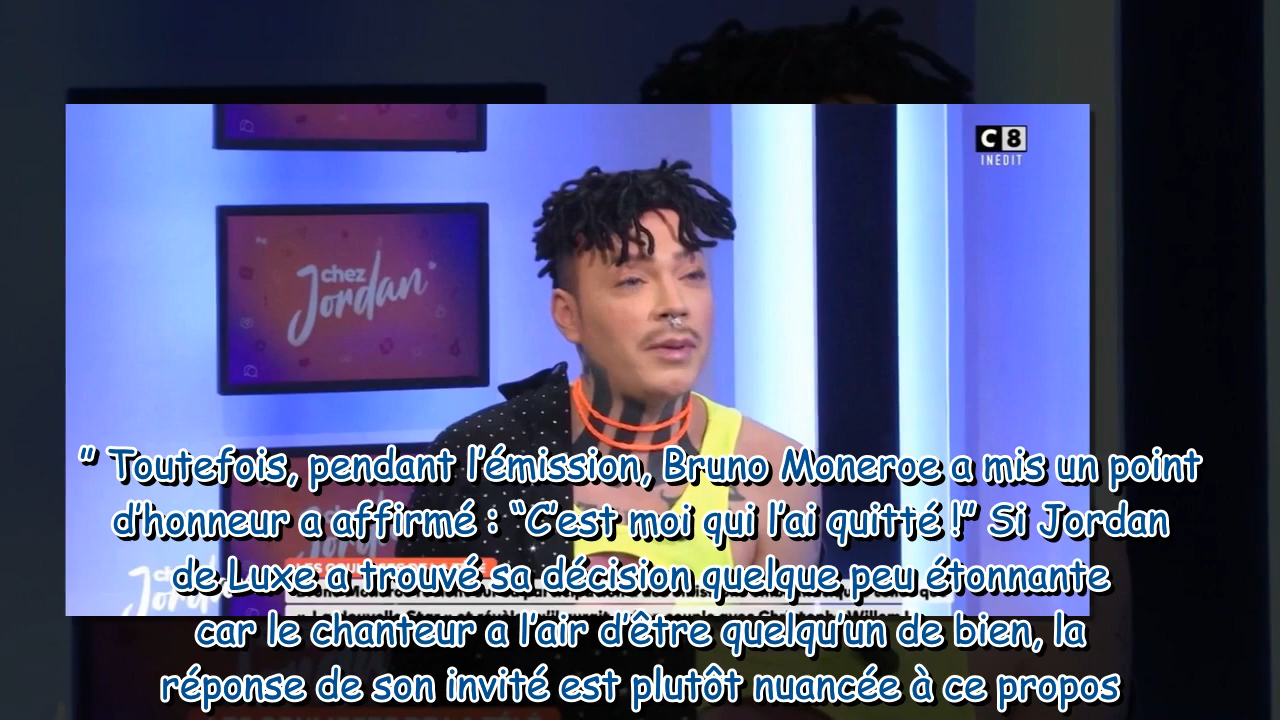 C8
INEDIT
chez
Jordan
” Toutefois, pendant l’émission, Bruno Moneroe a mis un point
d’honneur a affirmé : “C’est moi qui l’ai quitté !” Si Jordan
de Luxe a trouvé sa décision quelque peu étonnante
car le chanteur a l’air d’être quelqu’un de bien, la
réponse de son invité est plutôt nuancée à ce propos